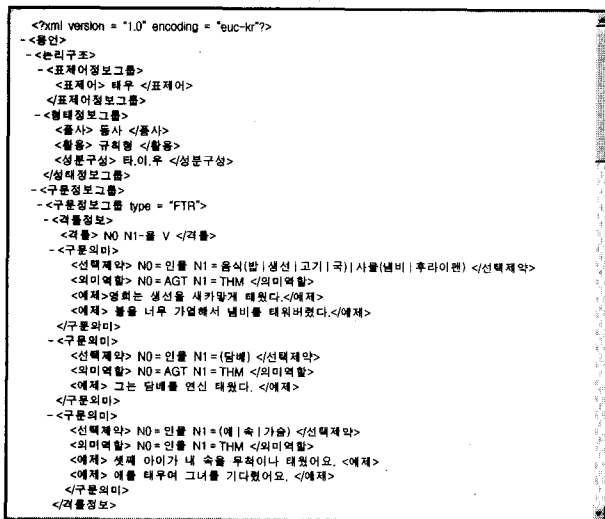 <?xml version = "1.0" encoding = "euc-kr"?>
- <용언>
- <논리구조>
- <표제어정보그룹>
<표제어> 태우 </표제어>
</표제어정보그룹>
- <형태정보그룹>
<품사> 동사 </품사>
<활용> 규칙형 </활용>
<성분구성> 타.이.우 </성분구성>
</성태정보그룹>
- <구문정보그룹>
- <구문정보그룹 type = "FTR">
- <격틀정보>
<격틀> N0 N1-을 V </격틀>
- <구문의미>
<선택제약> N0 = 인물 N1 = 음식(밥 | 생선 | 고기 | 국) | 사물(냄비 | 후라이팬) </선택제약>
<의미역할> N0 = AGT N1 = THM </의미역할>
<예제>영희는 생선을 새카맣게 태웠다.</예제>
<예제> 불을 너무 가열해서 냄비를 태워버렸다.</예제>
</구문의미>
- <구문의미>
<선택제약> N0 = 인물 N1 = (담배) </선택제약>
<의미역할> N0 = AGT N1 = THM </의미역할>
<예제> 그는 담배를 연신 태웠다. </예제>
</구문의미>
- <구문의미>
<선택제약> N0 = 인물 N1 = (애 | 속 | 가슴) </선택제약>
<의미역할> N0 = 인물 N1 = THM </의미역할>
<예제> 셋째 아이가 내 속을 무척이나 태웠어요. <예제>
<예제> 애를 태우며 그녀를 기다렸어요. </예제>
</구문의미>
</격틀정보>